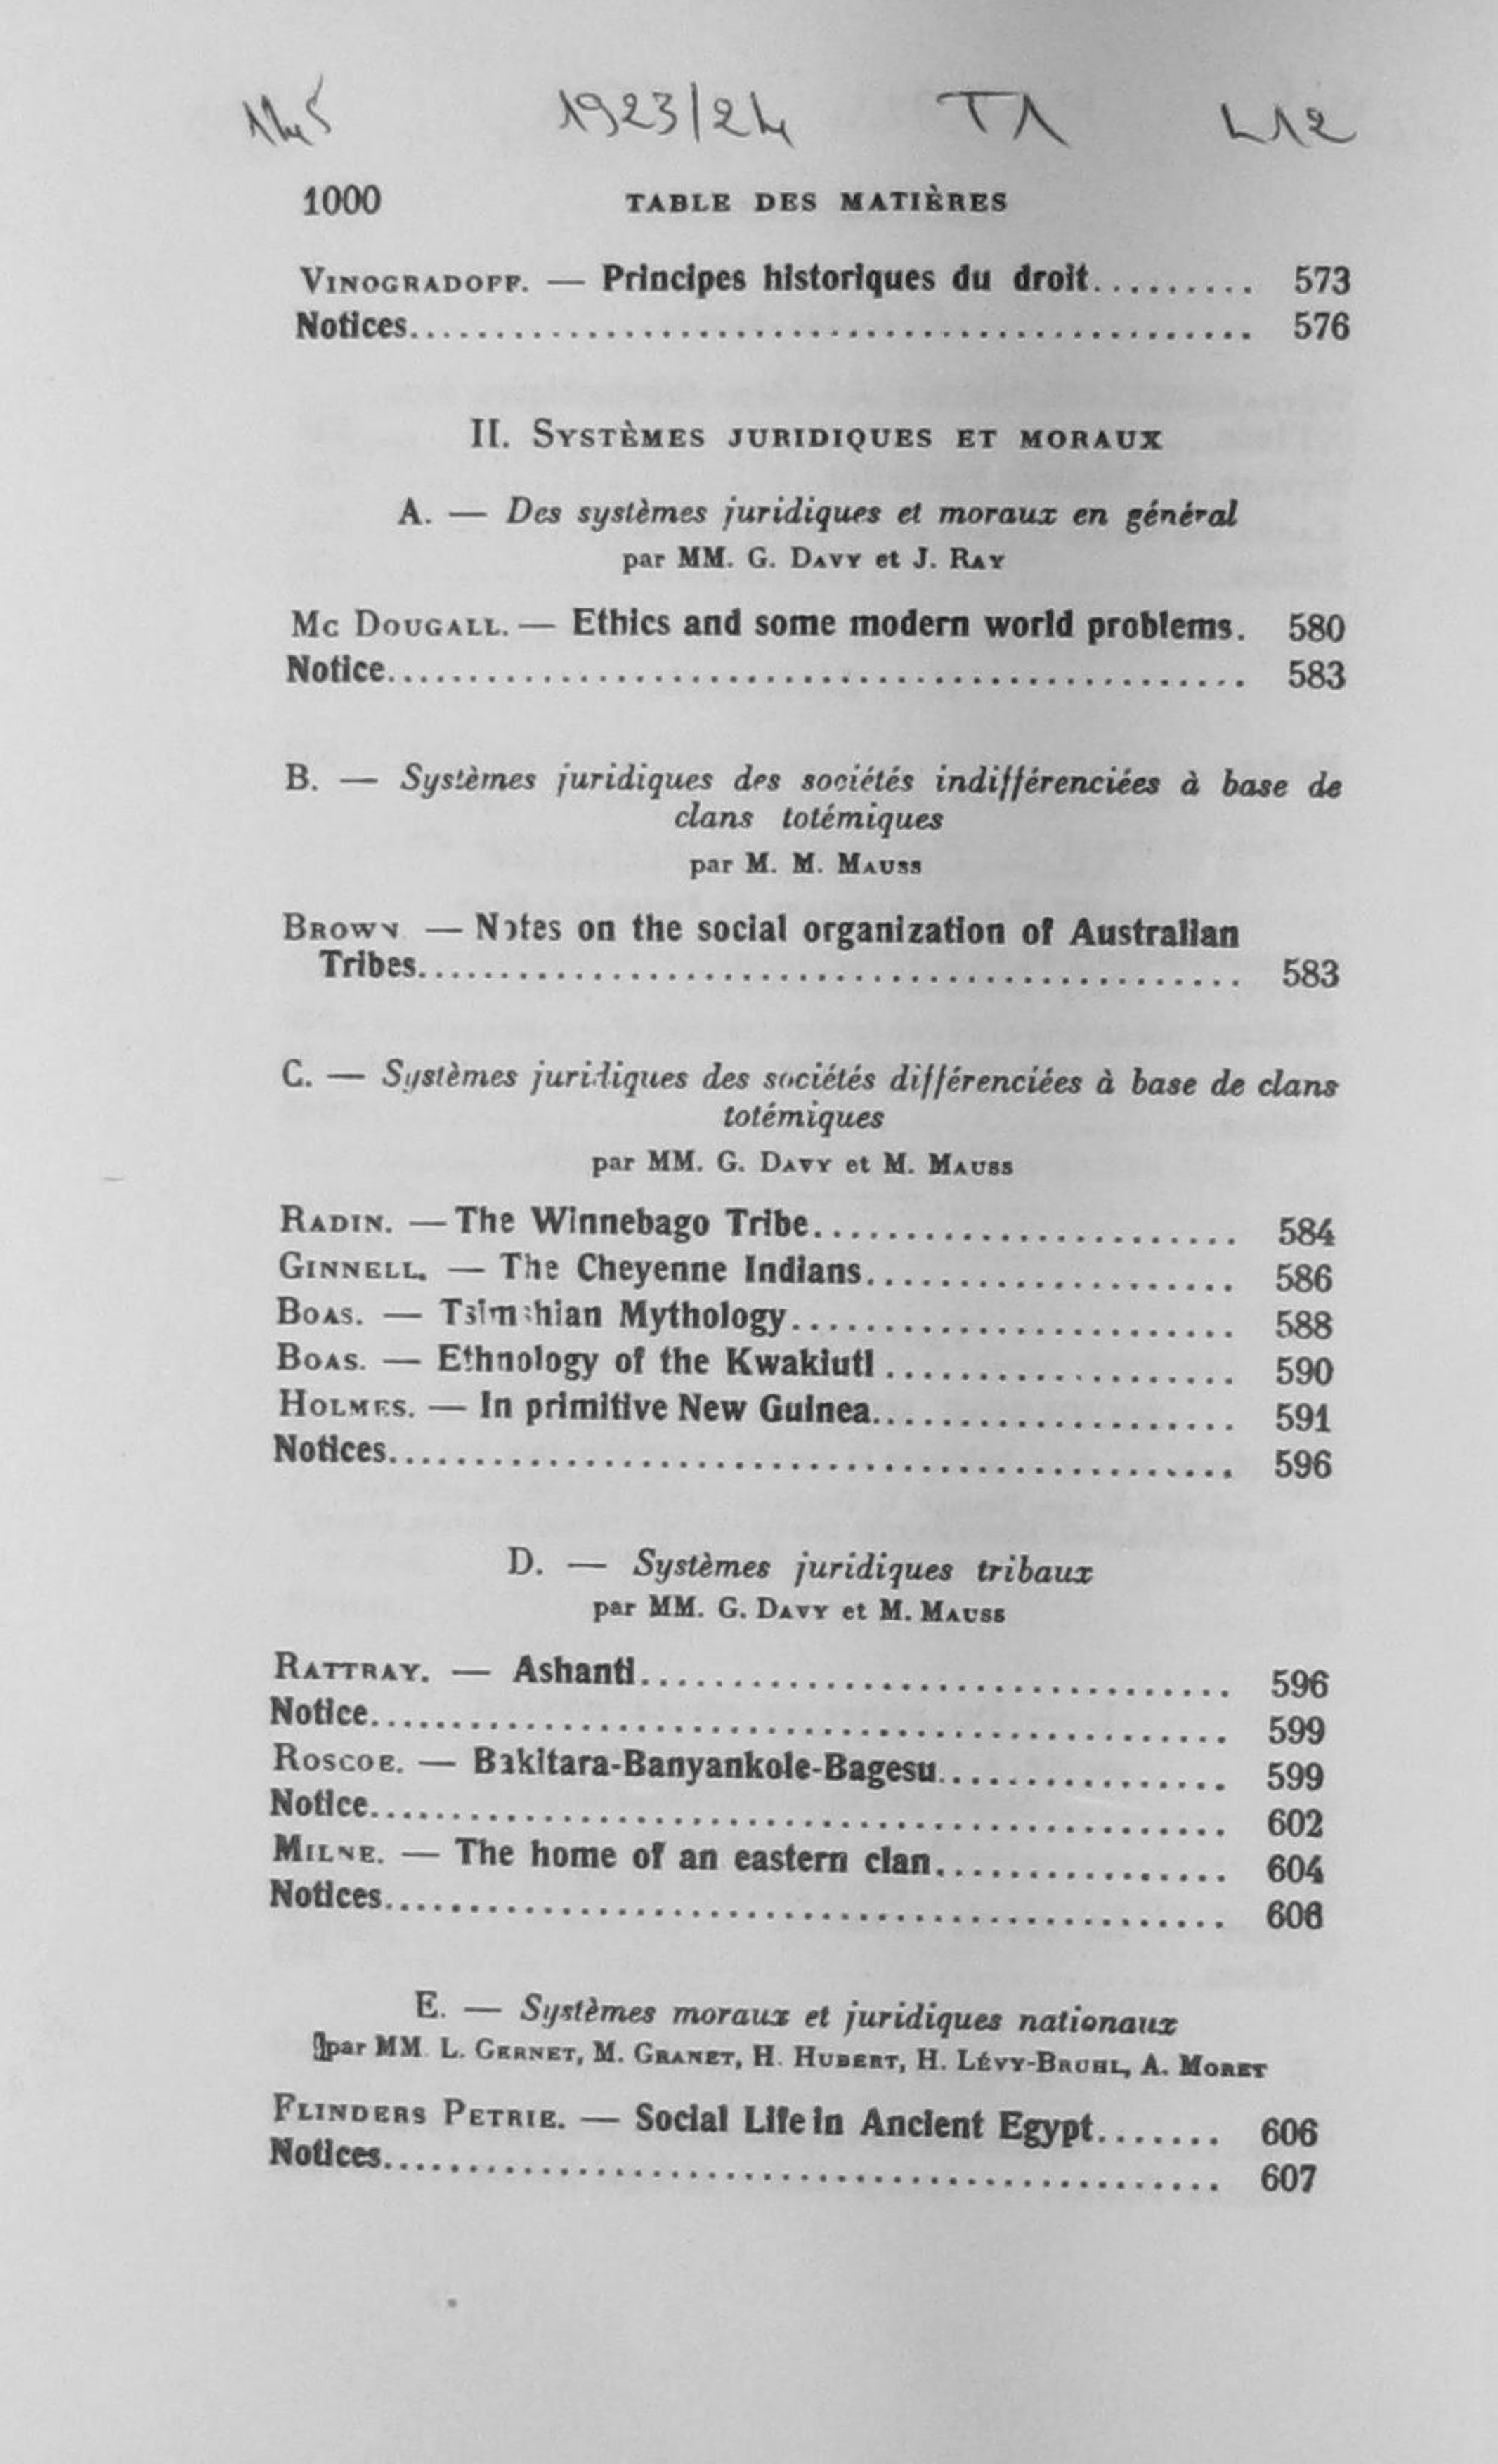 145 1923/24 T1 L12
1000 TABLE DES MATIÈRES
VINOGRADOFF. — Principes historiques du droit.......... 573
Notices.................................................. 576
II. SYSTÈMES JURIDIQUES ET MORAUX
A. — Des systèmes juridiques et moraux en général
par MM. G. DAVY et J. RAY
MC DOUGALL. — Ethics and some modern world problems. 580
Notice.................................................. 583
B. — Systèmes juridiques des sociétés indifférenciées à base de
clans totémiques
par M. M. MAUSS
BROWN — Notes on the social organization of Australian
Tribes.................................................. 583
C. — Systèmes juridiques des sociétés différenciées à base de clans
totémiques
par MM. G. DAVY et M. MAUSS
RADIN. — The Winnebago Tribe........................ 584
GINNELL. — The Cheyenne Indians..................... 586
BOAS. — Tsimshian Mythology......................... 588
BOAS. — Ethnology of the Kwakiutl ................... 590
HOLMES. — In primitive New Guinea.................... 591
Notices.................................................. 596
D. — Systèmes juridiques tribaux
par MM. G. DAVY et M. MAUSS
RATTRAY. — Ashanti................................. 596
Notice.................................................. 599
ROSCOE. — Bakitara-Banyankole-Bagesu................ 599
Notice.................................................. 602
MILNE. — The home of an eastern clan................ 604
Notices.................................................. 606
E. — Systèmes moraux et juridiques nationaux
par MM. L. GERNET, M. GRANET, H. HUBERT, H. LÉVY-BRUHL, A. MORET
FLINDERS PETRIE. — Social Life in Ancient Egypt....... 606
Notices.................................................. 607